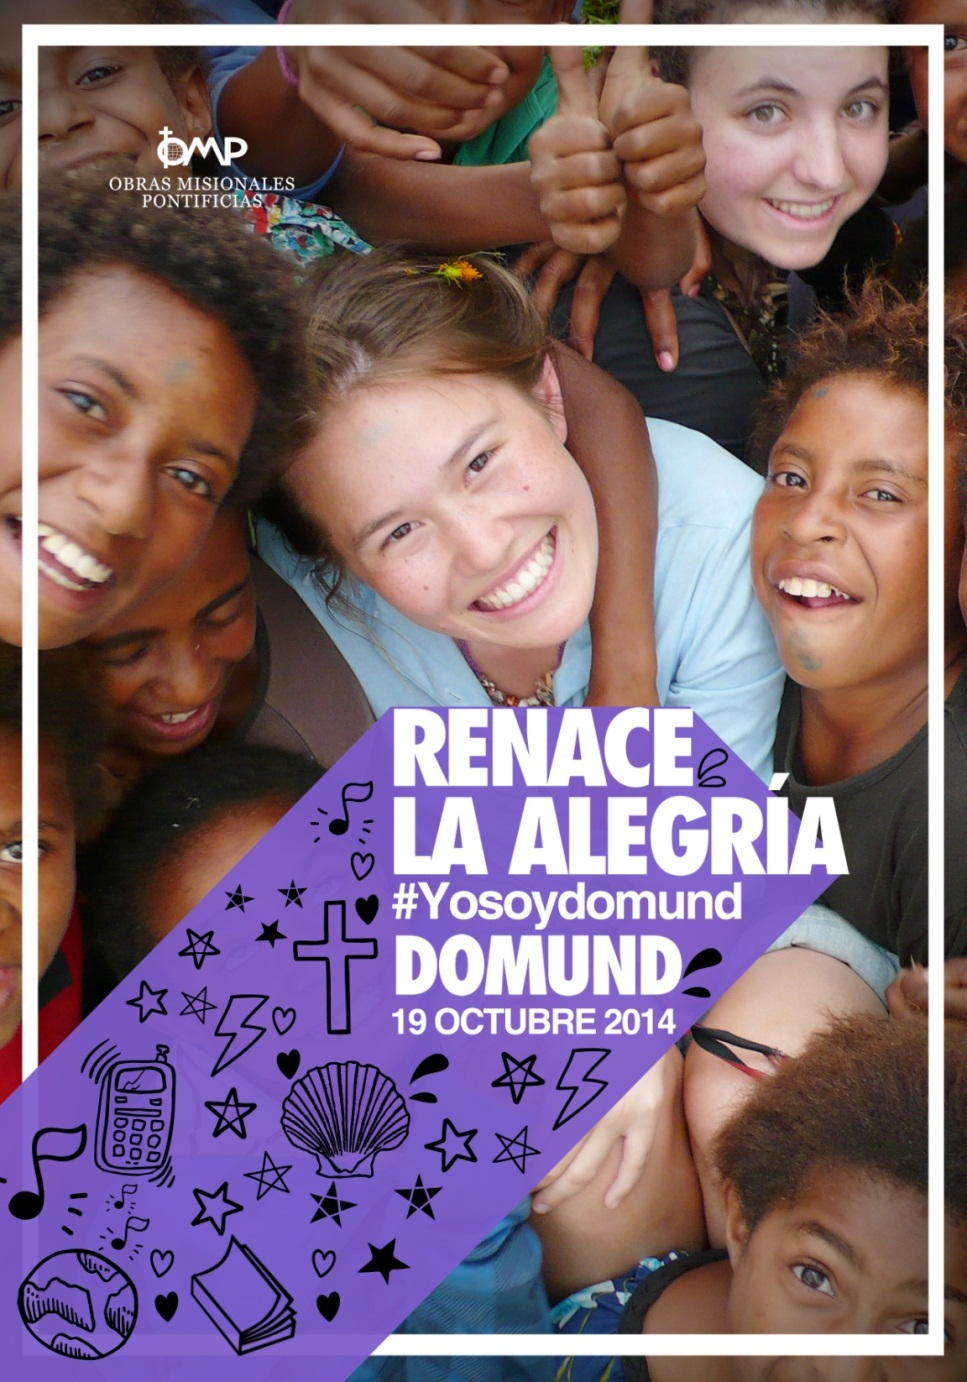 OMP
OBRAS MISIONALES
PONTIFICIAS
RENACE
LA ALEGRÍA
#Yosoydomund
DOMUND
19 OCTUBRE 2014